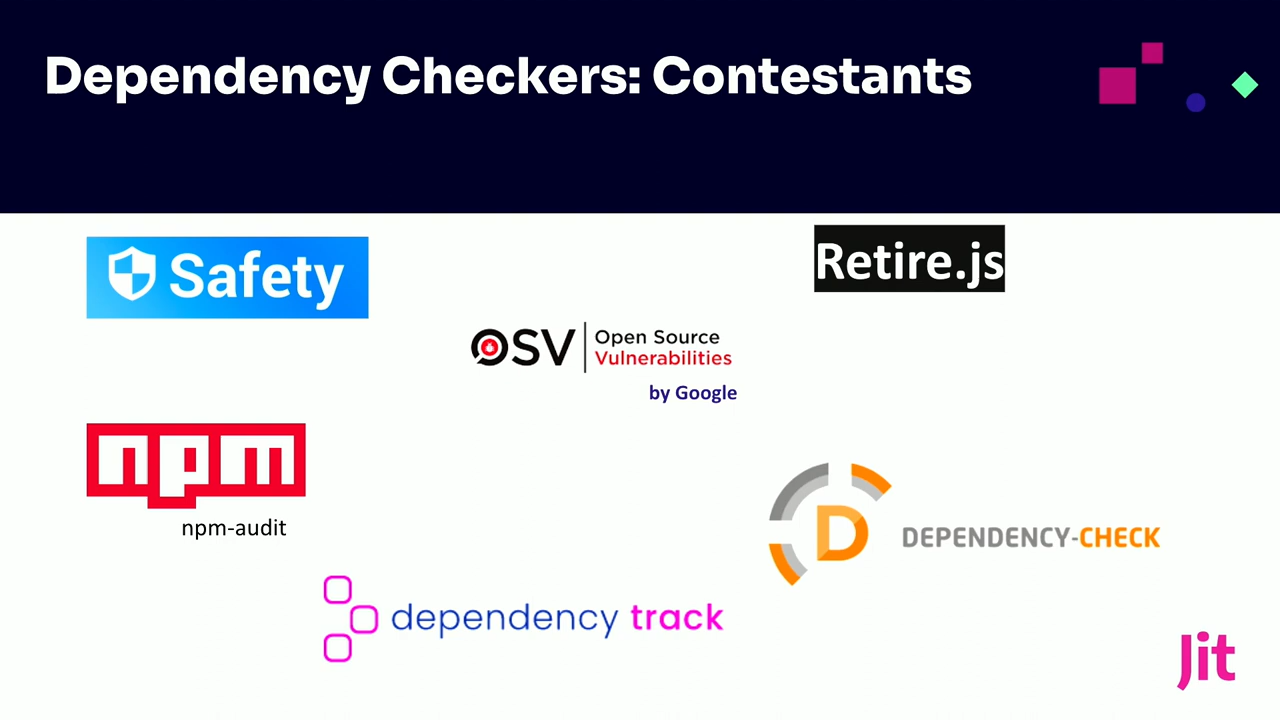 Dependency Checkers: Contestants
Safety
Retire.js
OSV
Open Source
Vulnerabilities
by Google
npm
npm-audit
D
DEPENDENCY-CHECK
dependency track
Jit